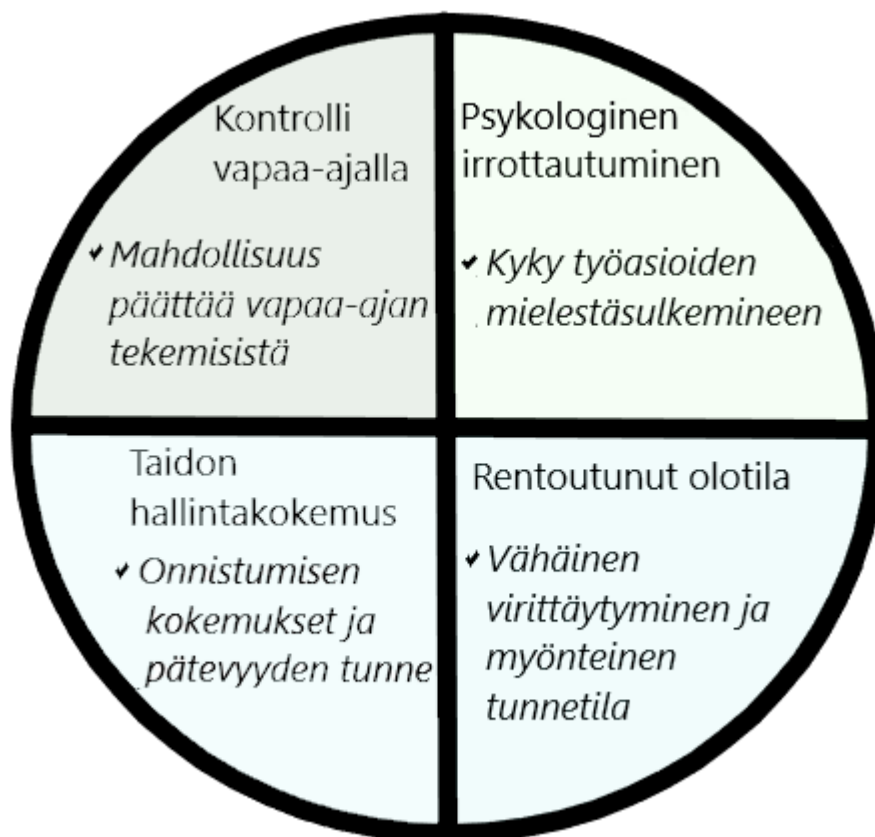 Kontrolli
vapaa-ajalla
✓ Mahdollisuus
päättää vapaa-ajan
tekemisistä
Psykologinen
irrottautuminen
✓ Kyky työasioiden
mielestäsulkemineen
Taidon
hallintakokemus
✓ Onnistumisen
kokemukset ja
pätevyyden tunne
Rentoutunut olotila
✓ Vähäinen
virittäytyminen ja
myönteinen
tunnetila